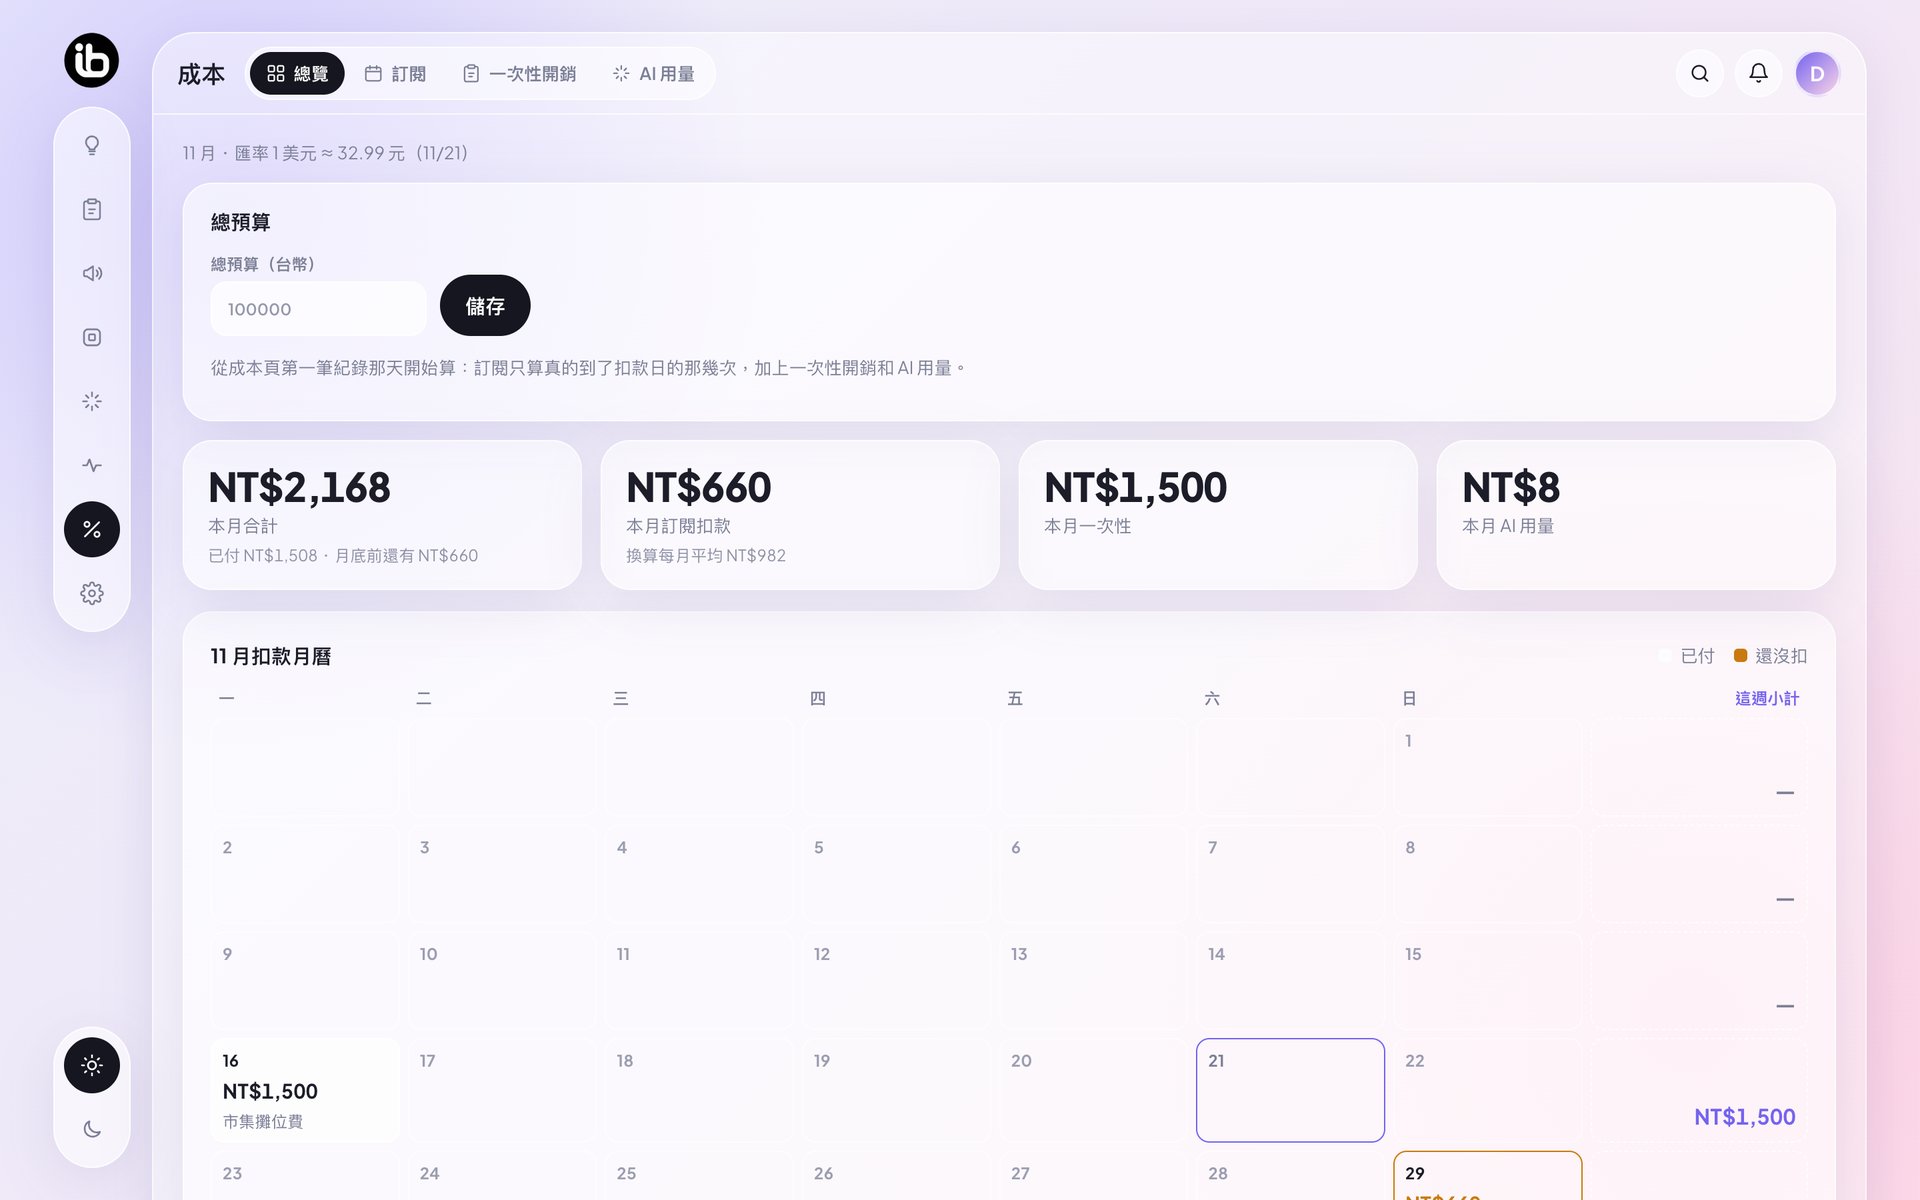 ib
成本
總覽
訂閱
一次性開銷
AI 用量
D
11 月・匯率 1 美元 ≈ 32.99 元（11/21）
總預算
總預算（台幣）
100000
儲存
從成本頁第一筆紀錄那天開始算：訂閱只算真的到了扣款日的那幾次，加上一次性開銷和 AI 用量。
NT$2,168
本月合計
已付 NT$1,508・月底前還有 NT$660
NT$660
本月訂閱扣款
換算每月平均 NT$982
NT$1,500
本月一次性
NT$8
本月 AI 用量
11 月扣款月曆
已付
還沒扣
一 二 三 四 五 六 日 這週小計
1 —
2 3 4 5 6 7 8 —
9 10 11 12 13 14 15 —
16 17 18 19 20 21 22
NT$1,500
市集攤位費
NT$1,500
23 24 25 26 27 28 29
NT$660